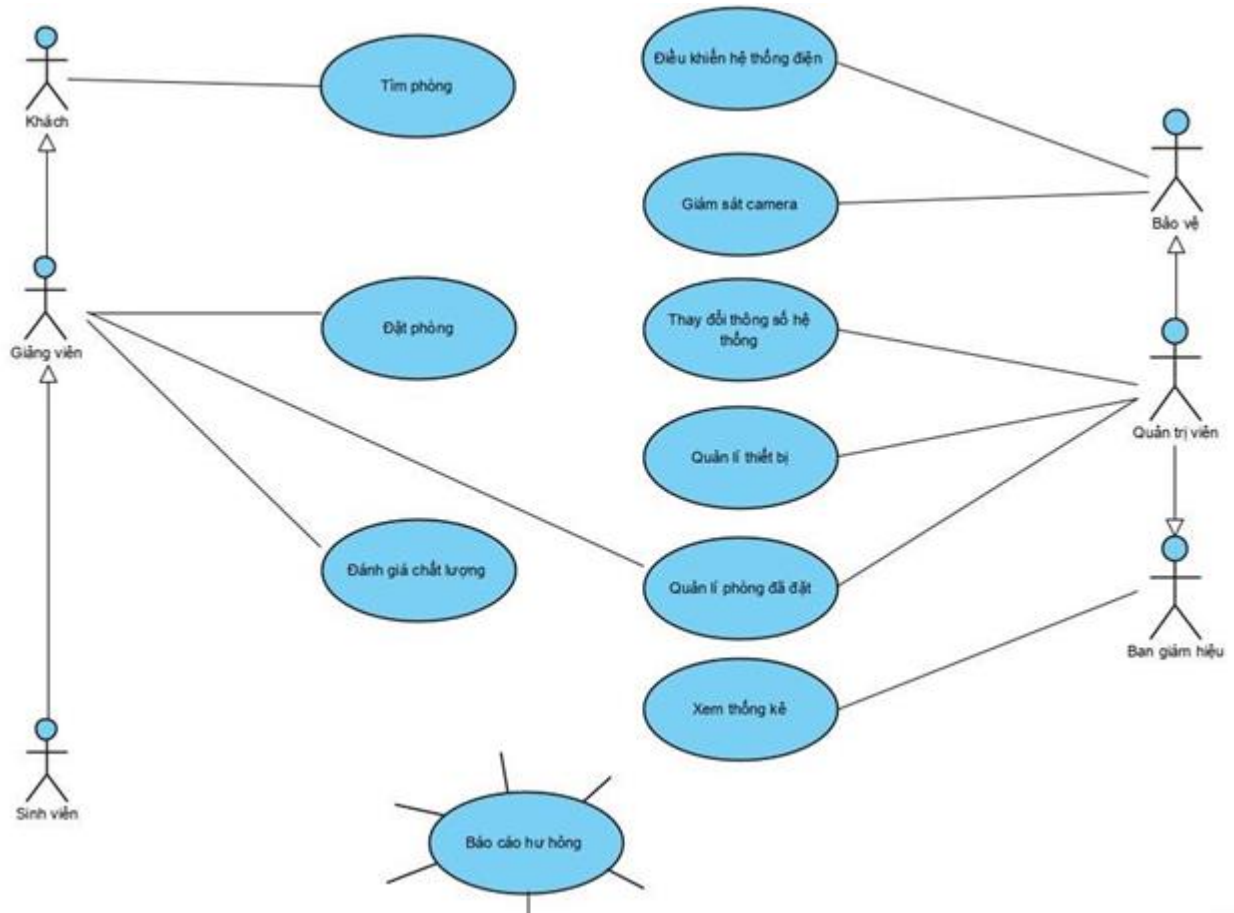 Khách
Tìm phòng
Giảng viên
Đặt phòng
Đánh giá chất lượng
Sinh viên
Báo cáo hư hỏng
Điều khiển hệ thống điện
Giám sát camera
Thay đổi thông số hệ
thống
Quản lí thiết bị
Quản lí phòng đã đặt
Xem thống kê
Bảo vệ
Quản trị viên
Ban giám hiệu